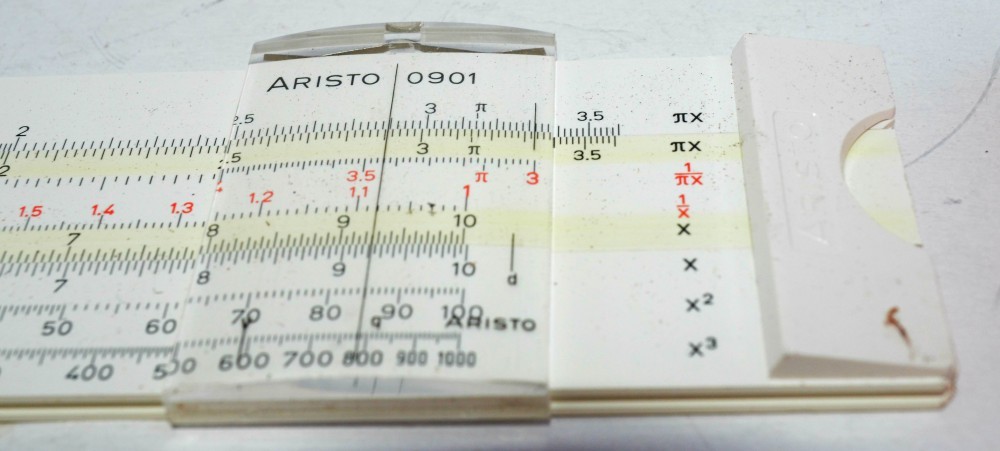 ARISTO 0901
2 2.5 3 π 3.5 πx
2 2.5 3 π 3.5 πx
3.5 π 3 1/πx
1.5 1.4 1.3 1.2 1.1 1 1/x
7 8 9 10 x
7 8 9 10 x
d
50 60 70 80 90 100 x²
q ARISTO
400 500 600 700 800 900 1000 x³